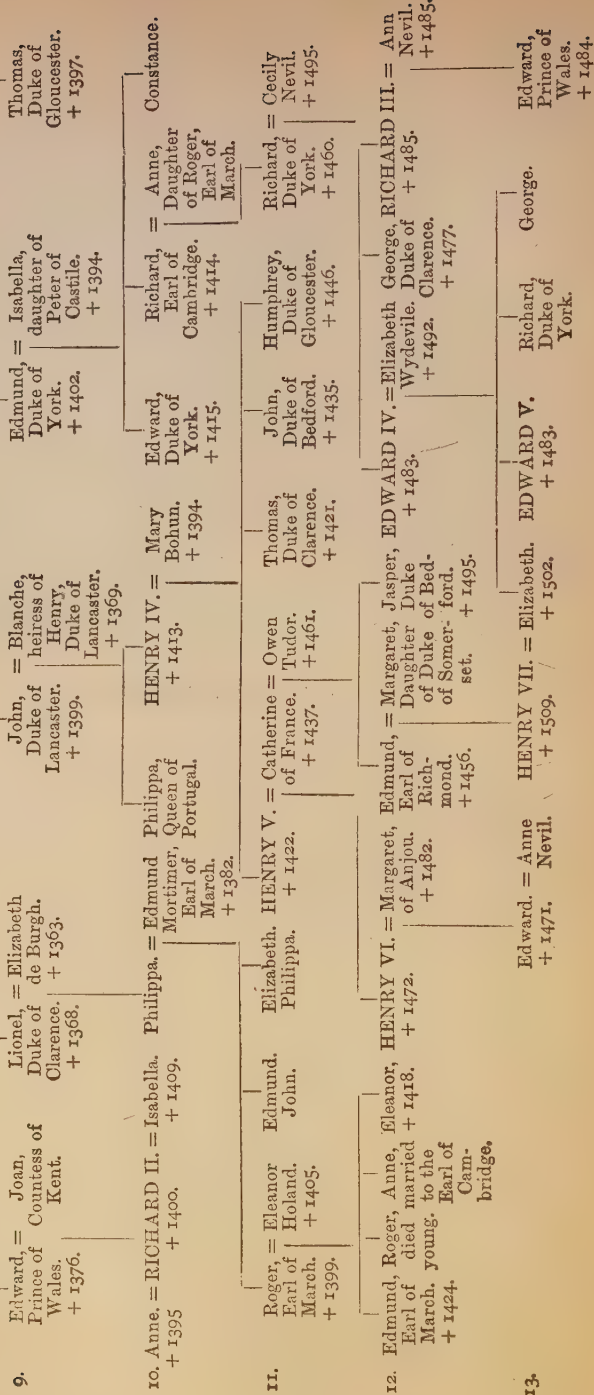 9.
Edward, = Joan,
Prince of Countess of
Wales. Kent.
+ 1376.
Lionel, = Elizabeth
Duke of de Burgh.
Clarence. + 1363.
+ 1368.
John, = Blanche,
Duke of heiress of
Lancaster. Henry,
+ 1399. Duke of
Lancaster.
+ 1369.
Edmund, = Isabella,
Duke of daughter of
York. Peter of
+ 1402. Castile.
+ 1394.
Thomas,
Duke of
Gloucester.
+ 1397.
10. Anne. = RICHARD II. = Isabella.
+ 1395 + 1400. + 1409.
Philippa. = Edmund
Mortimer,
Earl of
March.
+ 1382.
Philippa,
Queen of
Portugal.
HENRY IV. = Mary
+ 1413. Bohun.
+ 1394.
Edward,
Duke of
York.
+ 1415.
Richard, = Anne,
Earl of Daughter
Cambridge. of Roger,
+ 1414. Earl of
March.
Constance.
11.
Roger, = Eleanor
Earl of Holand.
March. + 1405.
+ 1399.
Edmund.
John.
Elizabeth.
Philippa.
HENRY V. = Catherine = Owen
+ 1422. of France. Tudor.
+ 1437. + 1461.
Thomas,
Duke of
Clarence.
+ 1421.
John,
Duke of
Bedford.
+ 1435.
Humphrey,
Duke of
Gloucester.
+ 1446.
Richard, = Cecily
Duke of Nevil.
York. + 1495.
+ 1460.
12.
Edmund,
Earl of
March.
+ 1424.
Roger,
died
young.
Anne,
married
to the
Earl of
Cam-
bridge.
Eleanor,
+ 1418.
HENRY VI. = Margaret,
+ 1472. of Anjou.
+ 1482.
Edmund, = Margaret,
Earl of Daughter
Rich- of Duke
mond. of Somer-
+ 1456. set.
Jasper,
Duke
of Bed-
ford.
+ 1495.
EDWARD IV. = Elizabeth
+ 1483. Wydevile.
+ 1492.
George,
Duke of
Clarence.
+ 1477.
RICHARD III. = Ann
+ 1485. Nevil.
+ 1485.
13.
Edward. = Anne
+ 1471. Nevil.
HENRY VII. = Elizabeth.
+ 1509. + 1502.
EDWARD V.
+ 1483.
Richard,
Duke of
York.
George.
Edward,
Prince of
Wales.
+ 1484.